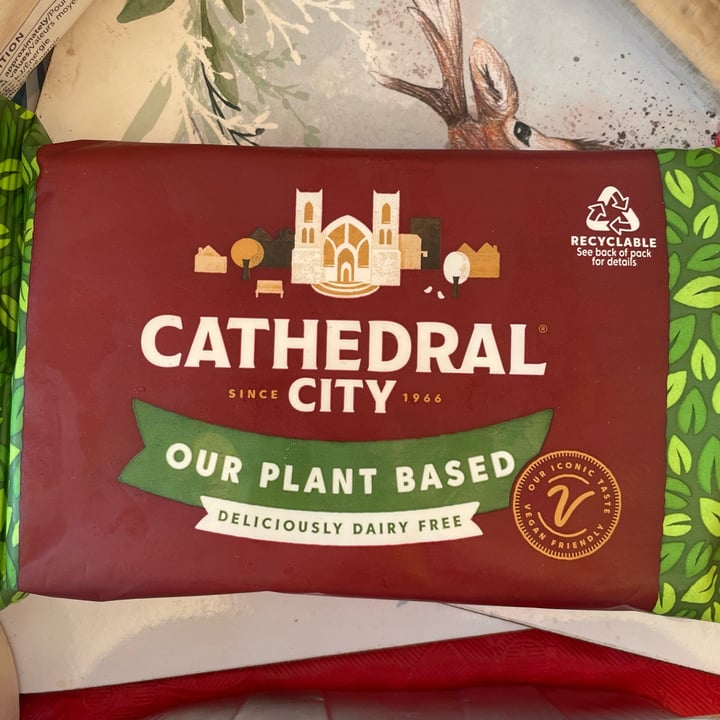 CATHEDRAL®
SINCE CITY 1966
OUR PLANT BASED
DELICIOUSLY DAIRY FREE
OUR ICONIC TASTE
V
VEGAN FRIENDLY
RECYCLABLE
See back of pack
for details